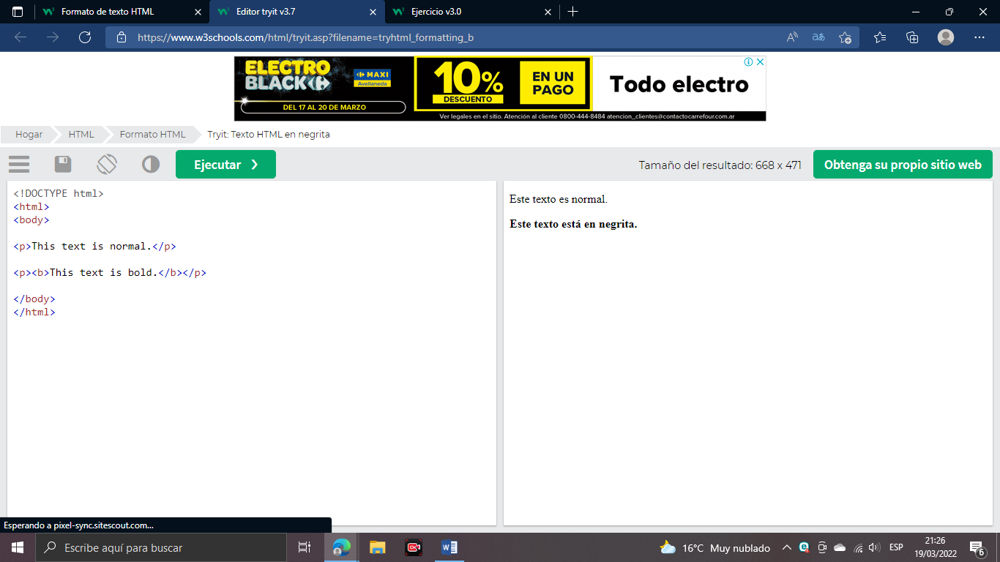 Formato de texto HTML
Editor tryit v3.7
Ejercicio v3.0
https://www.w3schools.com/html/tryit.asp?filename=tryhtml_formatting_b
ELECTRO
BLACK
MAXI
Avellaneda
DEL 17 AL 20 DE MARZO
10%
DESCUENTO
EN UN
PAGO
Todo electro
Ver legales en el sitio. Atención al cliente 0800-444-8484 atencion_clientes@contactocarrefour.com.ar
Hogar
HTML
Formato HTML
Tryit: Texto HTML en negrita
Ejecutar ❯
Tamaño del resultado: 668 x 471
Obtenga su propio sitio web
<!DOCTYPE html>
<html>
<body>
<p>This text is normal.</p>
<p><b>This text is bold.</b></p>
</body>
</html>
Este texto es normal.
Este texto está en negrita.
Esperando a pixel-sync.sitescout.com...
Escribe aquí para buscar
16°C Muy nublado
ESP
21:26
19/03/2022
6